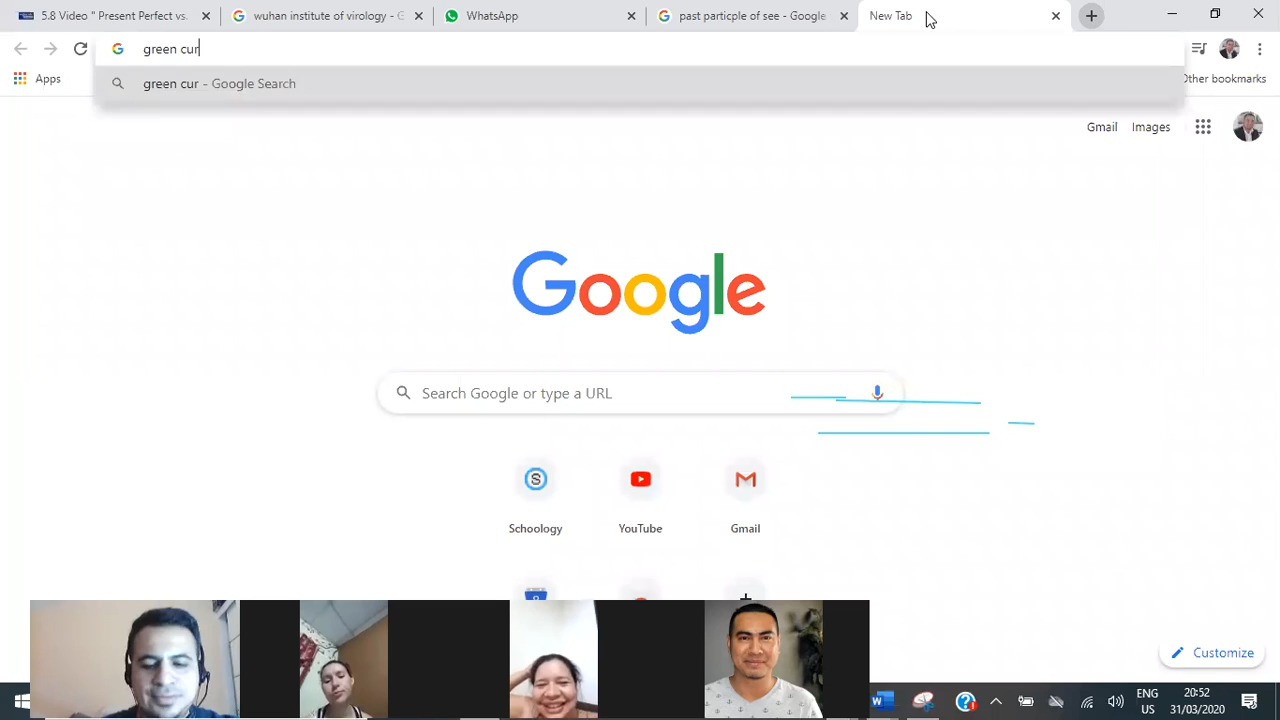 5.8 Video " Present Perfect vs
wuhan institute of virology - G
WhatsApp
past particple of see - Google
New Tab
green cur
green cur - Google Search
Apps
Other bookmarks
Gmail
Images
Google
Search Google or type a URL
Schoology
YouTube
Gmail
Customize
ENG
US
20:52
31/03/2020